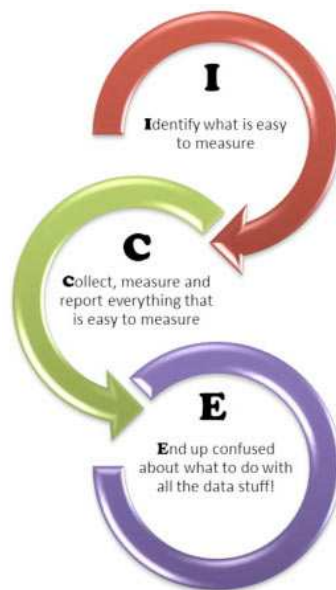 I
Identify what is easy
to measure
C
Collect, measure and
report everything that
is easy to measure
E
End up confused
about what to do with
all the data stuff!